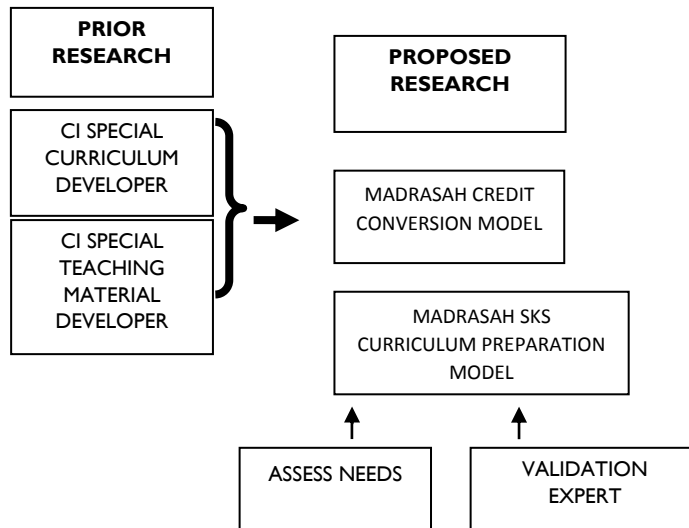 PRIOR
RESEARCH
PROPOSED
RESEARCH
CI SPECIAL
CURRICULUM
DEVELOPER
CI SPECIAL
TEACHING
MATERIAL
DEVELOPER
MADRASAH CREDIT
CONVERSION MODEL
MADRASAH SKS
CURRICULUM PREPARATION
MODEL
ASSESS NEEDS
VALIDATION
EXPERT